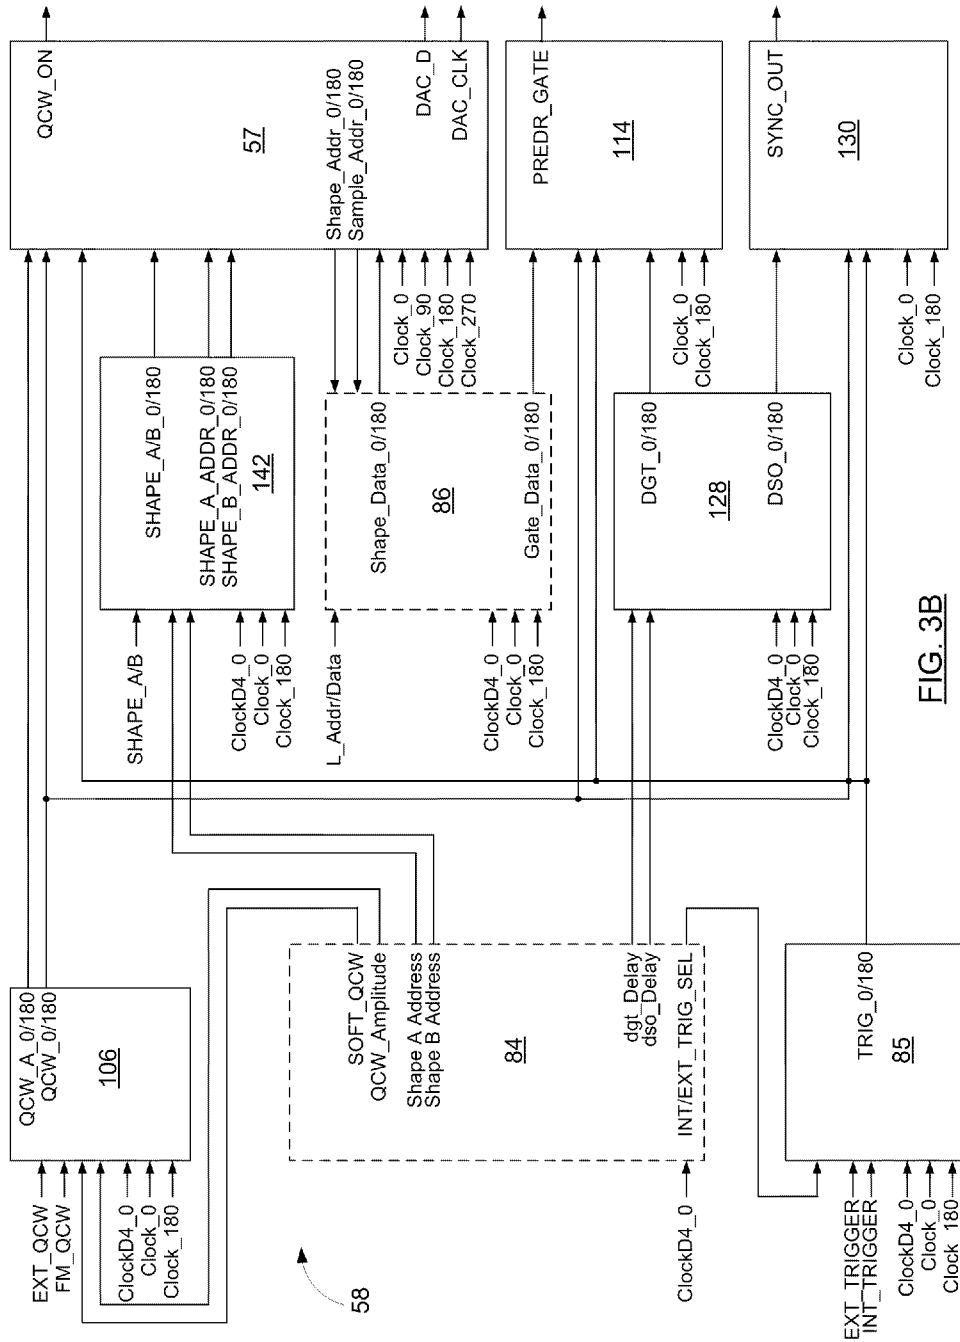 EXT_QCW
FM_QCW
ClockD4_0
Clock_0
Clock_180
QCW_A_0/180
QCW_0/180
106
58
SOFT_QCW
QCW_Amplitude
Shape A Address
Shape B Address
84
dgt_Delay
dso_Delay
INT/EXT_TRIG_SEL
ClockD4_0
EXT_TRIGGER
INT_TRIGGER
ClockD4_0
Clock_0
Clock_180
TRIG_0/180
85
SHAPE_A/B
ClockD4_0
Clock_0
Clock_180
SHAPE_A/B_0/180
SHAPE_A_ADDR_0/180
SHAPE_B_ADDR_0/180
142
L_Addr/Data
Shape_Data_0/180
86
Gate_Data_0/180
ClockD4_0
Clock_0
Clock_180
DGT_0/180
128
DSO_0/180
ClockD4_0
Clock_0
Clock_180
QCW_ON
57
Shape_Addr_0/180
Sample_Addr_0/180
DAC_D
DAC_CLK
Clock_0
Clock_90
Clock_180
Clock_270
PREDR_GATE
114
Clock_0
Clock_180
SYNC_OUT
130
Clock_0
Clock_180
FIG. 3B